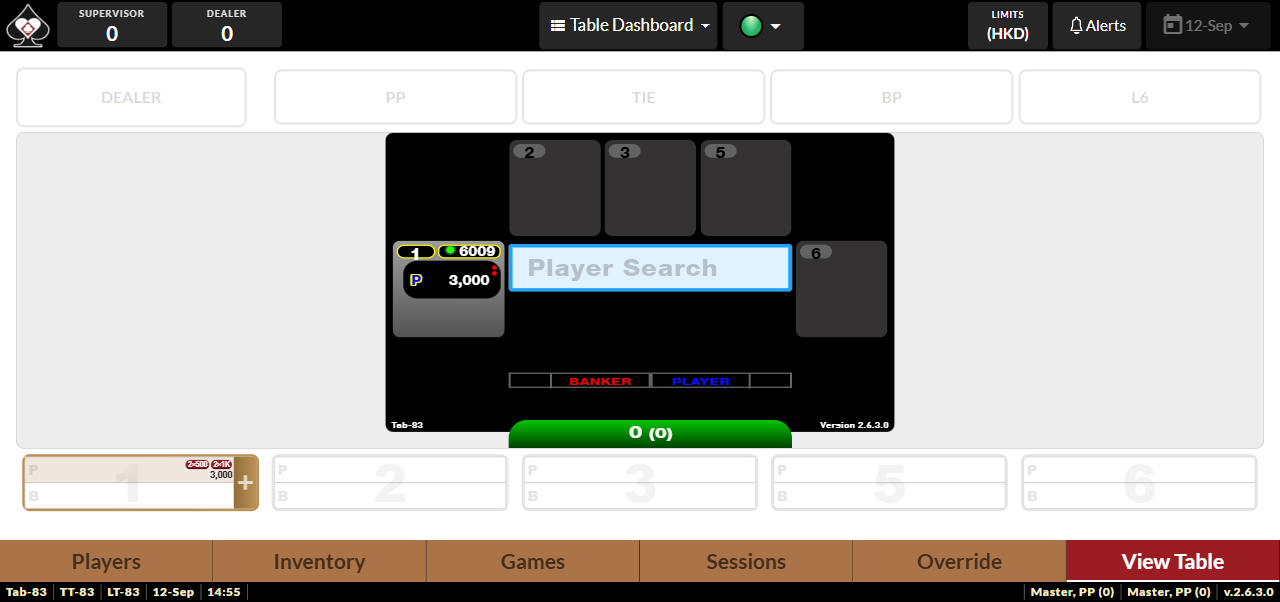 SUPERVISOR
0
DEALER
0
Table Dashboard
LIMITS
(HKD)
Alerts
12-Sep
DEALER
PP
TIE
BP
L6
2
3
5
1
6009
P
3,000
Player Search
6
BANKER
PLAYER
Tab-83
0 (0)
Version 2.6.3.0
P
B
1
2×500
2×1K
3,000
+
P
B
2
P
B
3
P
B
5
P
B
6
Players
Inventory
Games
Sessions
Override
View Table
Tab-83
TT-83
LT-83
12-Sep
14:55
Master, PP (0)
Master, PP (0)
v.2.6.3.0